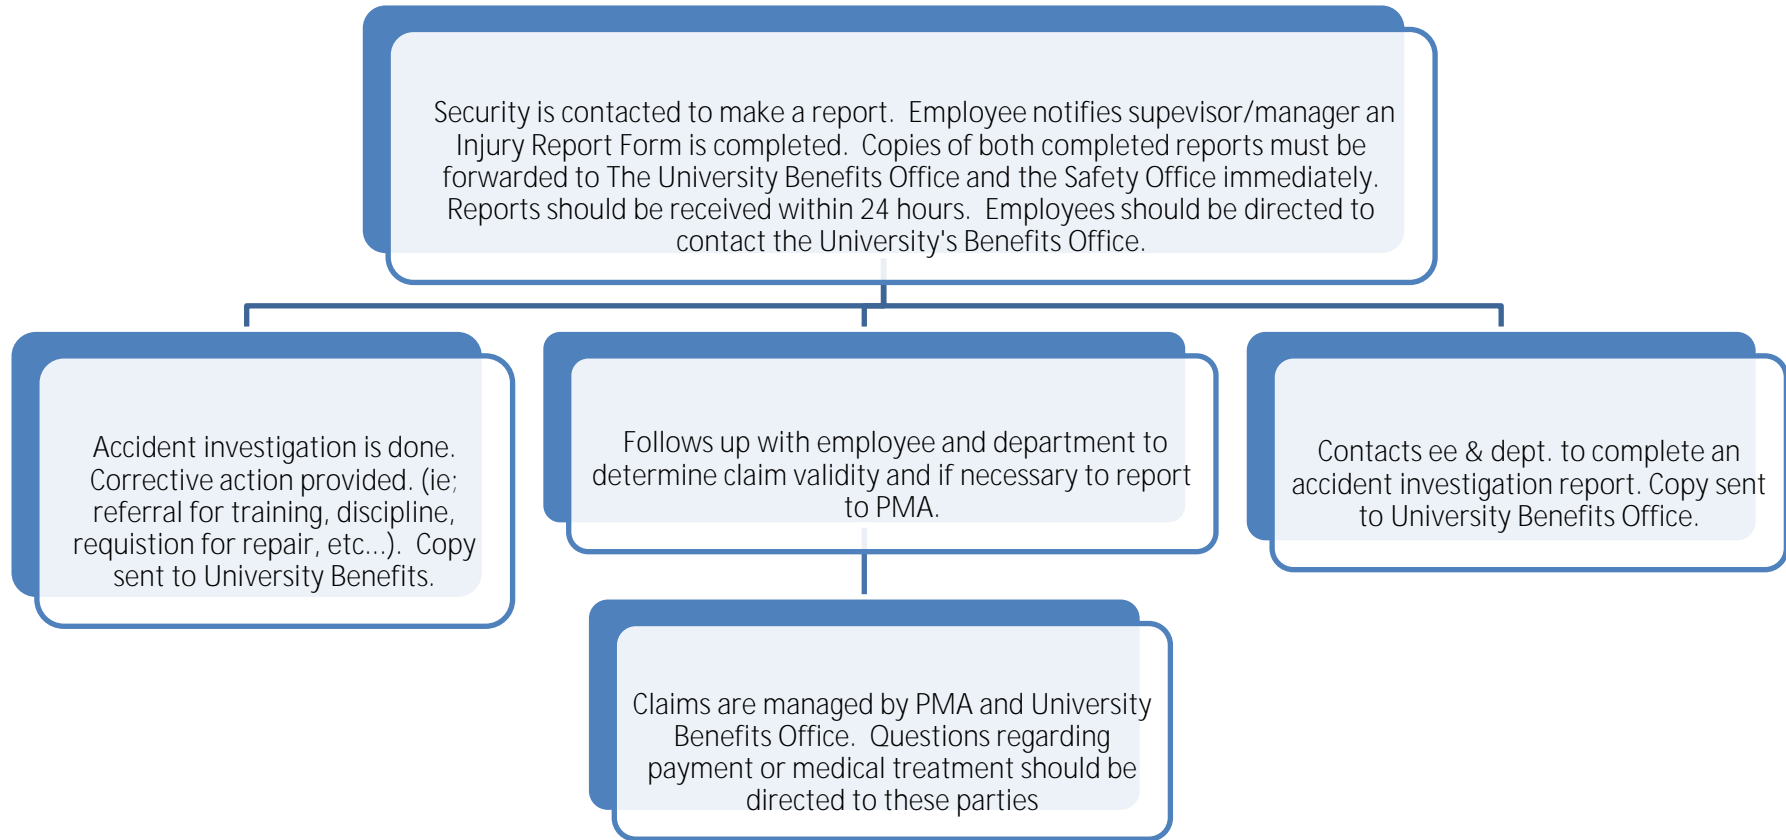 Security is contacted to make a report.  Employee notifies supevisor/manager an
Injury Report Form is completed.  Copies of both completed reports must be
forwarded to The University Benefits Office and the Safety Office immediately.
Reports should be received within 24 hours.  Employees should be directed to
contact the University's Benefits Office.
Accident investigation is done.
Corrective action provided. (ie;
referral for training, discipline,
requistion for repair, etc...).  Copy
sent to University Benefits.
Follows up with employee and department to
determine claim validity and if necessary to report
to PMA.
Contacts ee & dept. to complete an
accident investigation report. Copy sent
to University Benefits Office.
Claims are managed by PMA and University
Benefits Office.  Questions regarding
payment or medical treatment should be
directed to these parties